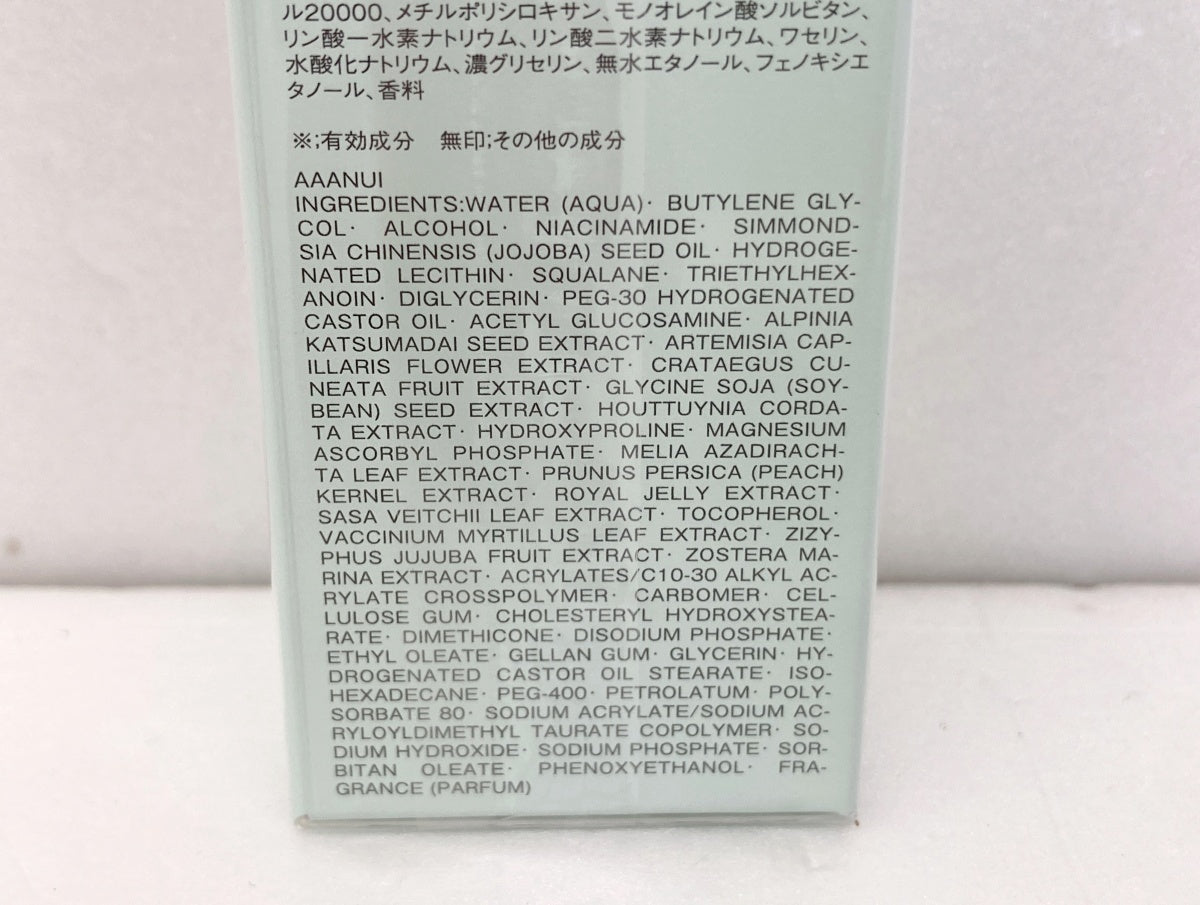 ル20000、メチルポリシロキサン、モノオレイン酸ソルビタン、
リン酸一水素ナトリウム、リン酸二水素ナトリウム、ワセリン、
水酸化ナトリウム、濃グリセリン、無水エタノール、フェノキシエ
タノール、香料
※;有効成分　無印;その他の成分
AAANUI
INGREDIENTS:WATER (AQUA)· BUTYLENE GLY-
COL· ALCOHOL· NIACINAMIDE· SIMMOND-
SIA CHINENSIS (JOJOBA) SEED OIL· HYDROGE-
NATED LECITHIN· SQUALANE· TRIETHYLHEX-
ANOIN· DIGLYCERIN· PEG-30 HYDROGENATED
CASTOR OIL· ACETYL GLUCOSAMINE· ALPINIA
KATSUMADAI SEED EXTRACT· ARTEMISIA CAP-
ILLARIS FLOWER EXTRACT· CRATAEGUS CU-
NEATA FRUIT EXTRACT· GLYCINE SOJA (SOY-
BEAN) SEED EXTRACT· HOUTTUYNIA CORDA-
TA EXTRACT· HYDROXYPROLINE· MAGNESIUM
ASCORBYL PHOSPHATE· MELIA AZADIRACH-
TA LEAF EXTRACT· PRUNUS PERSICA (PEACH)
KERNEL EXTRACT· ROYAL JELLY EXTRACT·
SASA VEITCHII LEAF EXTRACT· TOCOPHEROL·
VACCINIUM MYRTILLUS LEAF EXTRACT· ZIZY-
PHUS JUJUBA FRUIT EXTRACT· ZOSTERA MA-
RINA EXTRACT· ACRYLATES/C10-30 ALKYL AC-
RYLATE CROSSPOLYMER· CARBOMER· CEL-
LULOSE GUM· CHOLESTERYL HYDROXYSTEA-
RATE· DIMETHICONE· DISODIUM PHOSPHATE·
ETHYL OLEATE· GELLAN GUM· GLYCERIN· HY-
DROGENATED CASTOR OIL STEARATE· ISO-
HEXADECANE· PEG-400· PETROLATUM· POLY-
SORBATE 80· SODIUM ACRYLATE/SODIUM AC-
RYLOYLDIMETHYL TAURATE COPOLYMER· SO-
DIUM HYDROXIDE· SODIUM PHOSPHATE· SOR-
BITAN OLEATE· PHENOXYETHANOL· FRA-
GRANCE (PARFUM)